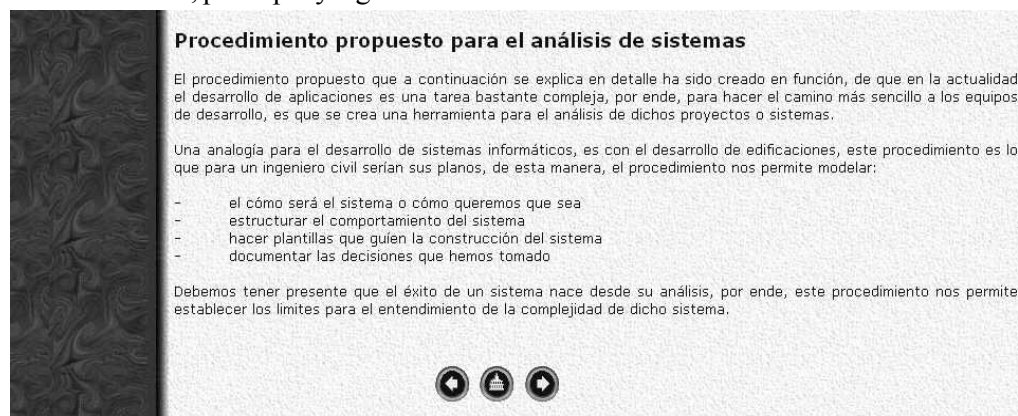 Procedimiento propuesto para el análisis de sistemas
El procedimiento propuesto que a continuación se explica en detalle ha sido creado en función, de que en la actualidad
el desarrollo de aplicaciones es una tarea bastante compleja, por ende, para hacer el camino más sencillo a los equipos
de desarrollo, es que se crea una herramienta para el análisis de dichos proyectos o sistemas.
Una analogía para el desarrollo de sistemas informáticos, es con el desarrollo de edificaciones, este procedimiento es lo
que para un ingeniero civil serían sus planos, de esta manera, el procedimiento nos permite modelar:
- el cómo será el sistema o cómo queremos que sea
- estructurar el comportamiento del sistema
- hacer plantillas que guíen la construcción del sistema
- documentar las decisiones que hemos tomado
Debemos tener presente que el éxito de un sistema nace desde su análisis, por ende, este procedimiento nos permite
establecer los limites para el entendimiento de la complejidad de dicho sistema.